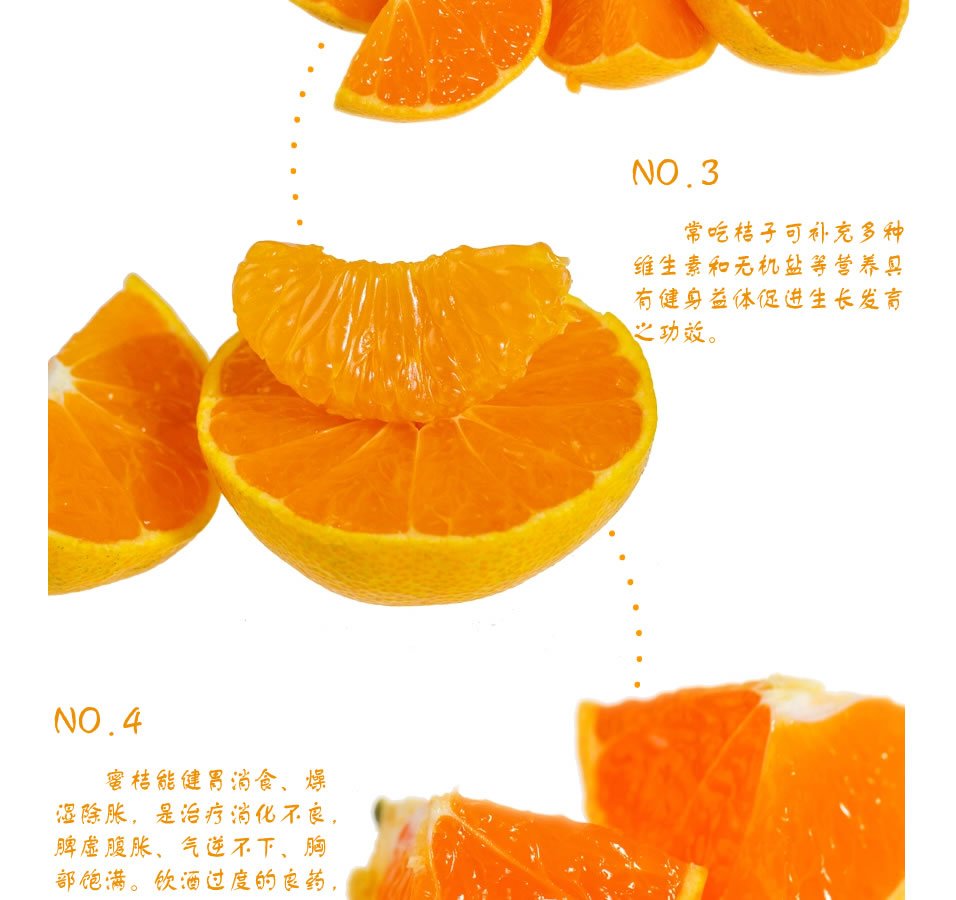 NO.3
常吃桔子可补充多种
维生素和无机盐等营养具
有健身益体促进生长发育
之功效。
NO.4
蜜桔能健胃消食、燥
湿除胀,是治疗消化不良,
脾虚腹胀、气逆不下、胸
部饱满。饮酒过度的良药,